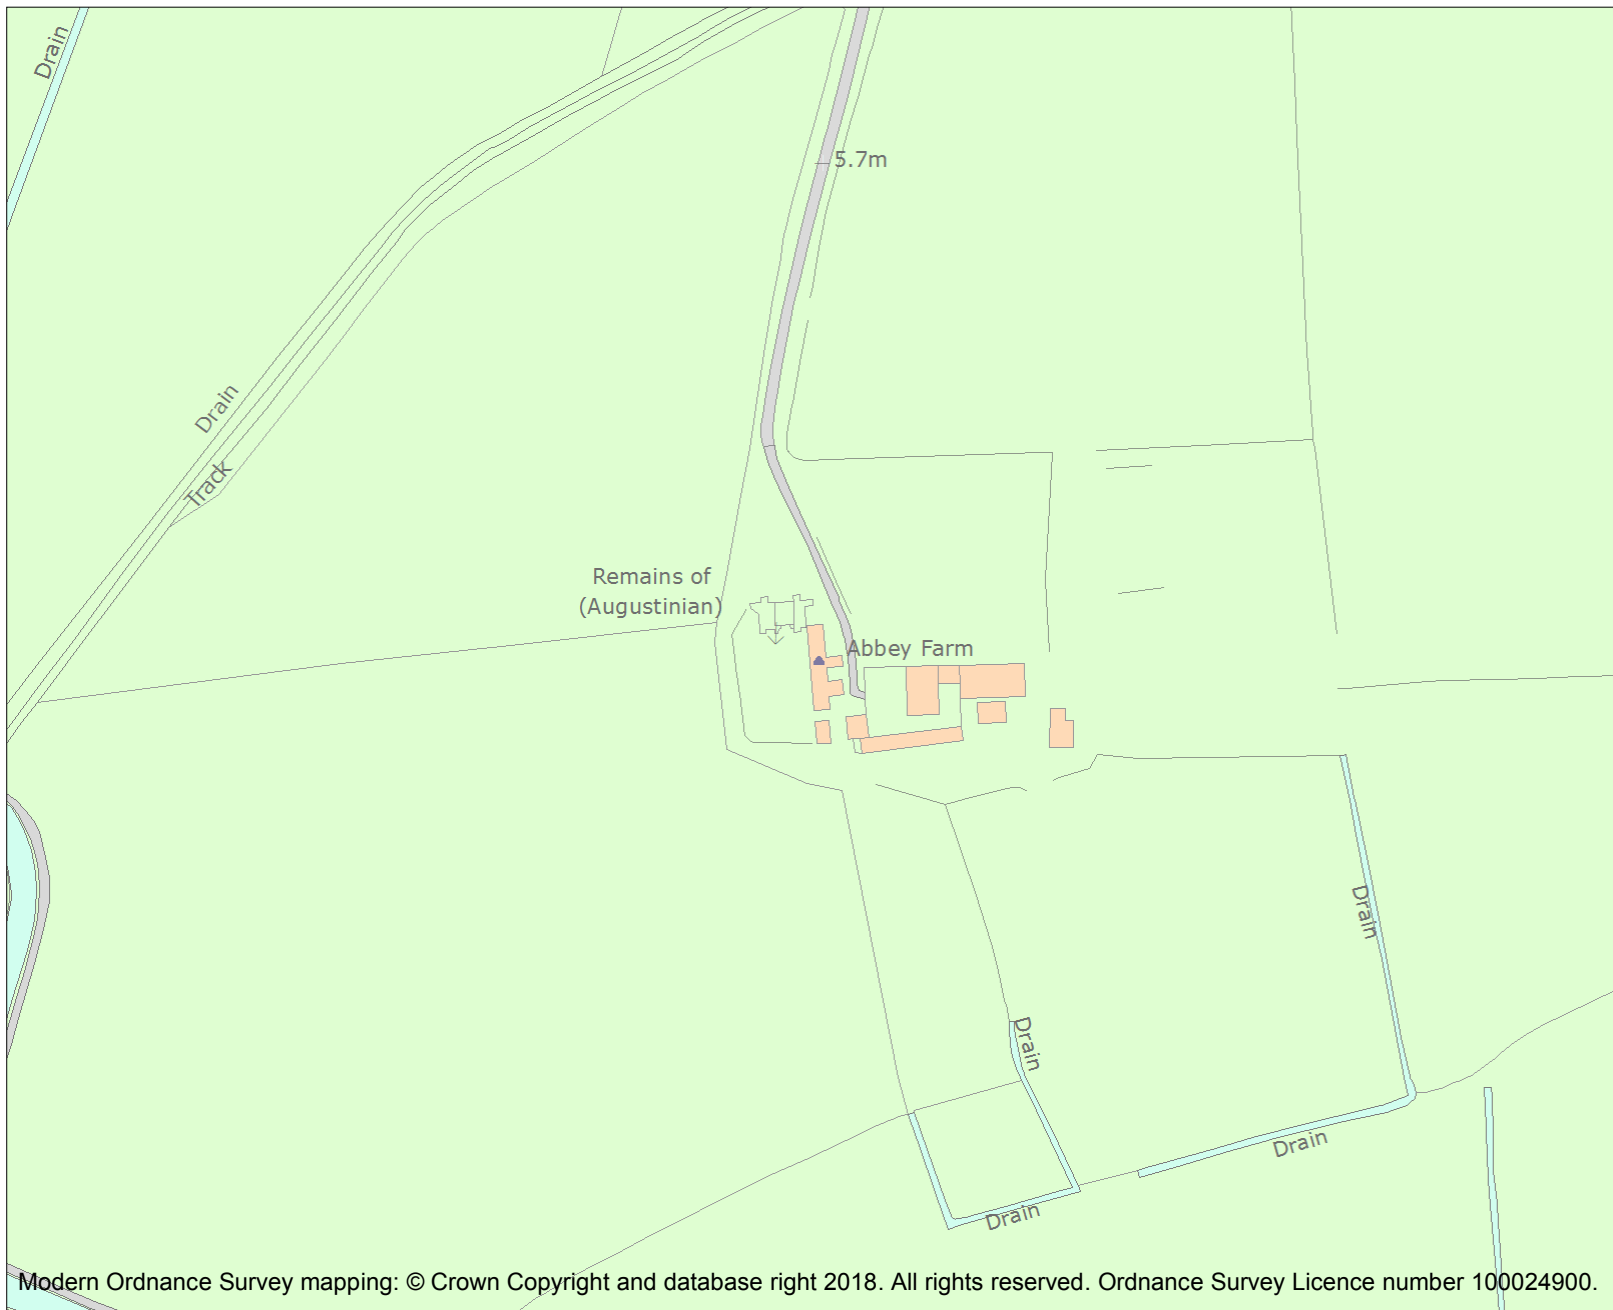 Drain
5.7m
Drain
Track
Remains of
(Augustinian)
Abbey Farm
Drain
Drain
Drain
Drain
Modern Ordnance Survey mapping: © Crown Copyright and database right 2018. All rights reserved. Ordnance Survey Licence number 100024900.